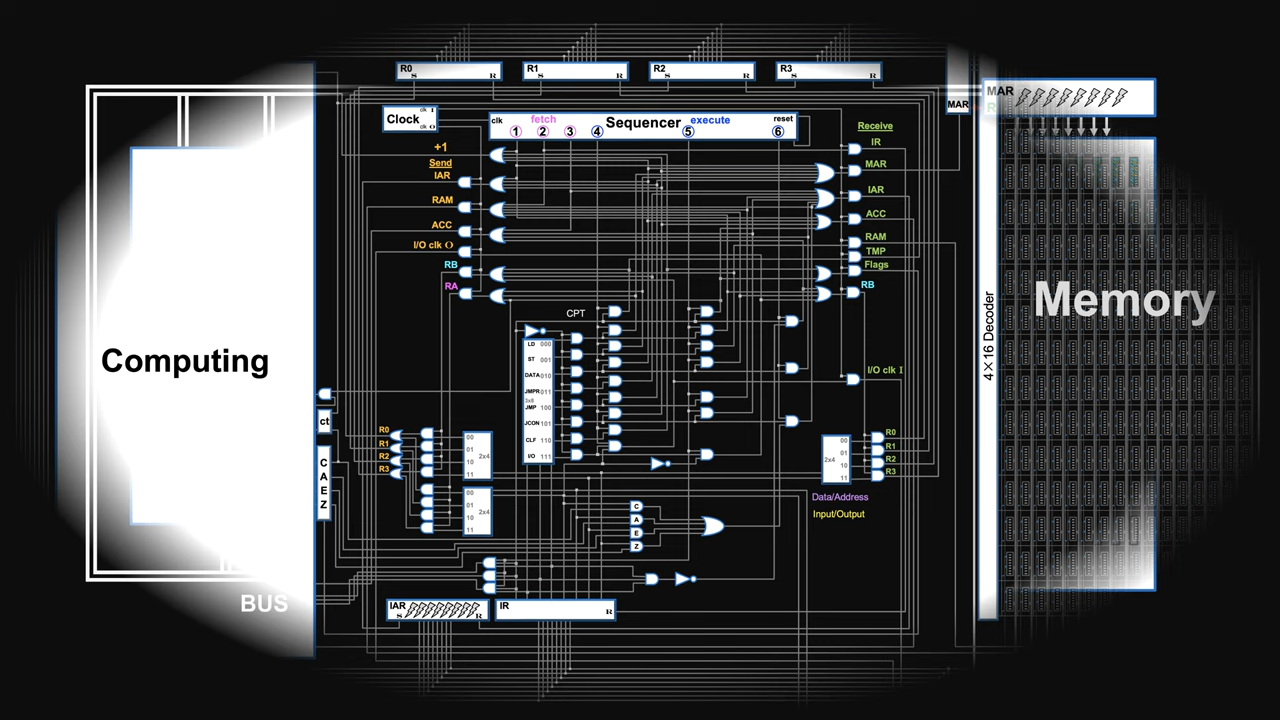 R0
S R
R1
S R
R2
S R
R3
S R
MAR
MAR
R
Clock
clk I
clk O
clk fetch Sequencer execute reset
1 2 3 4 5 6
Receive
IR
MAR
IAR
ACC
RAM
TMP
Flags
RB
I/O clk I
+1
Send
IAR
RAM
ACC
I/O clk O
RB
RA
CPT
LD 000
ST 001
DATA 010
JMPR 011
3x8
JMP 100
JCON 101
CLF 110
I/O 111
Computing
Memory
4×16 Decoder
ct
C
A
E
Z
R0
R1
R2
R3
00
01
10
11
2x4
00
01
10
11
2x4
00
01
10
11
2x4
R0
R1
R2
R3
Data/Address
Input/Output
C
A
E
Z
BUS
IAR
S R
IR
R